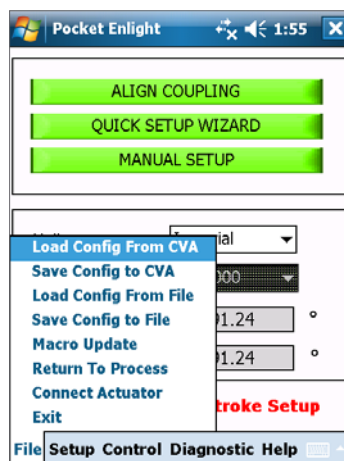 Pocket Enlight 1:55
ALIGN COUPLING
QUICK SETUP WIZARD
MANUAL SETUP
Load Config From CVA
Save Config to CVA
Load Config From File
Save Config to File
Macro Update
Return To Process
Connect Actuator
Exit
ial
000
1.24 °
1.24 °
troke Setup
File Setup Control Diagnostic Help